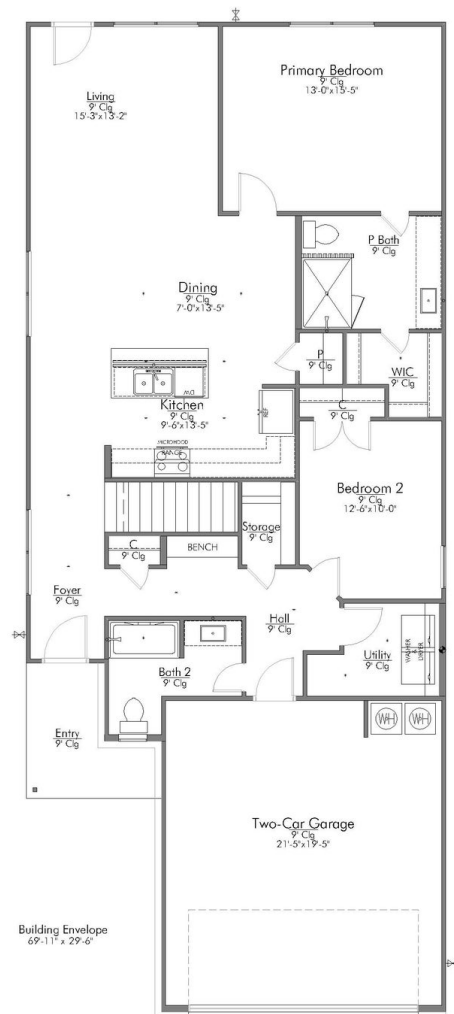 Primary Bedroom
9' Clg
13'-0"x15'-5"
Living
9' Clg
15'-3"x13'-2"
P Bath
9' Clg
Dining
9' Clg
7'-0"x13'-5"
P
9' Clg
WIC
9' Clg
DW
Kitchen
9' Clg
9'-6"x13'-5"
REF
C
9' Clg
MICROHOOD
RANGE
Bedroom 2
9' Clg
12'-6"x10'-0"
Storage
9' Clg
C
9' Clg
BENCH
Foyer
9' Clg
Hall
9' Clg
Utility
9' Clg
WASHER
DRYER
Bath 2
9' Clg
WH
WH
Entry
9' Clg
Two-Car Garage
9' Clg
21'-5"x19'-5"
Building Envelope
69'-11" x 29'-6"